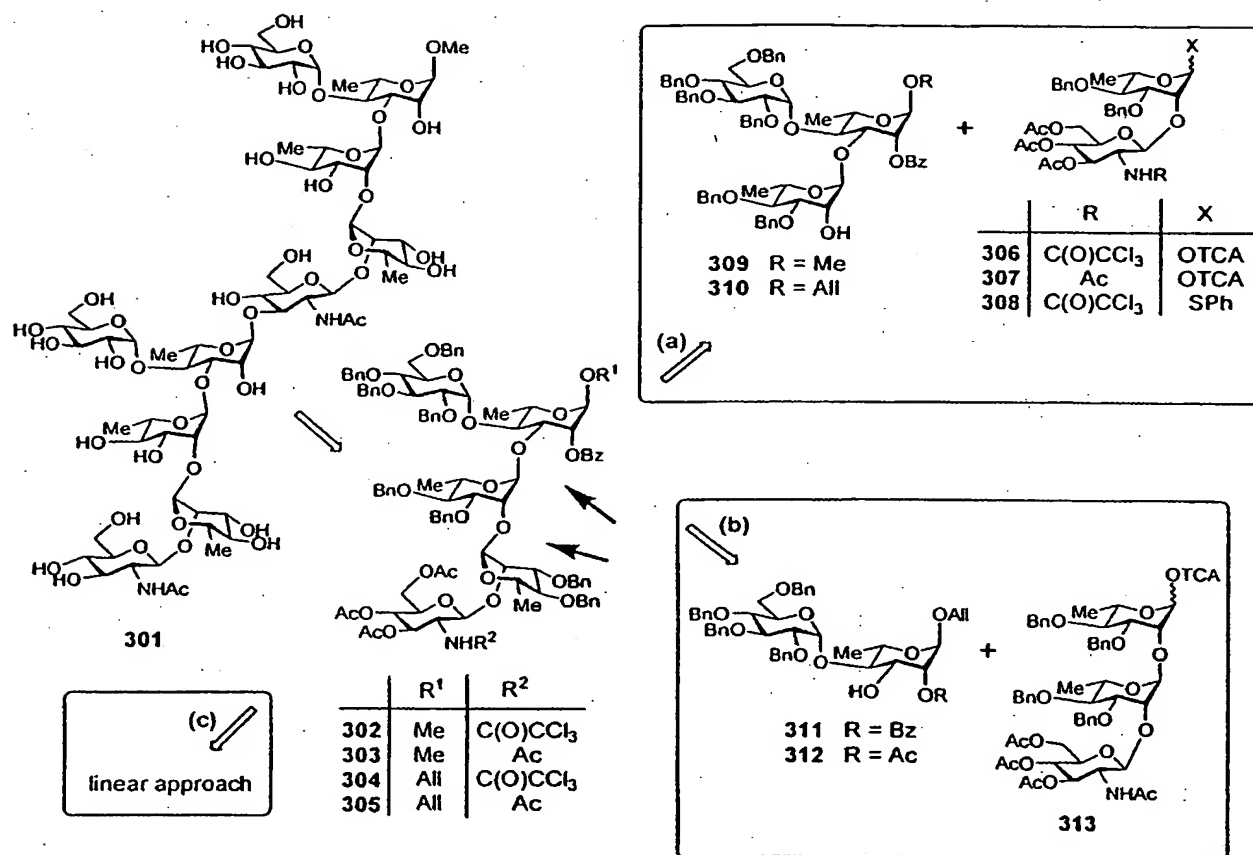 OH
HO
HO
HO
HO
O
OMe
Me
O
O
O
OH
Me
HO
HO
O
O
O
OH
OH
Me
OH
HO
O
O
NHAc
OH
HO
HO
HO
HO
O
Me
O
O
OH
Me
HO
HO
O
O
O
OH
OH
OH
Me
HO
HO
O
O
NHAc
301
OBn
BnO
BnO
BnO
O
OR¹
Me
O
O
OBz
Me
BnO
BnO
O
O
O
OBn
OBn
Me
OAc
AcO
AcO
O
O
NHR²
R¹ R²
302 Me C(O)CCl₃
303 Me Ac
304 All C(O)CCl₃
305 All Ac
(c)
linear approach
(a)
OBn
BnO
BnO
BnO
O
OR
Me
O
O
OBz
Me
BnO
BnO
O
OH
309 R = Me
310 R = All
+
X
Me
BnO
BnO
O
O
AcO
AcO
AcO
O
NHR
R X
306 C(O)CCl₃ OTCA
307 Ac OTCA
308 C(O)CCl₃ SPh
(b)
OBn
BnO
BnO
BnO
O
OAll
Me
O
O
HO
OR
311 R = Bz
312 R = Ac
+
OTCA
Me
BnO
BnO
O
O
Me
BnO
BnO
O
O
AcO
AcO
AcO
O
NHAc
313